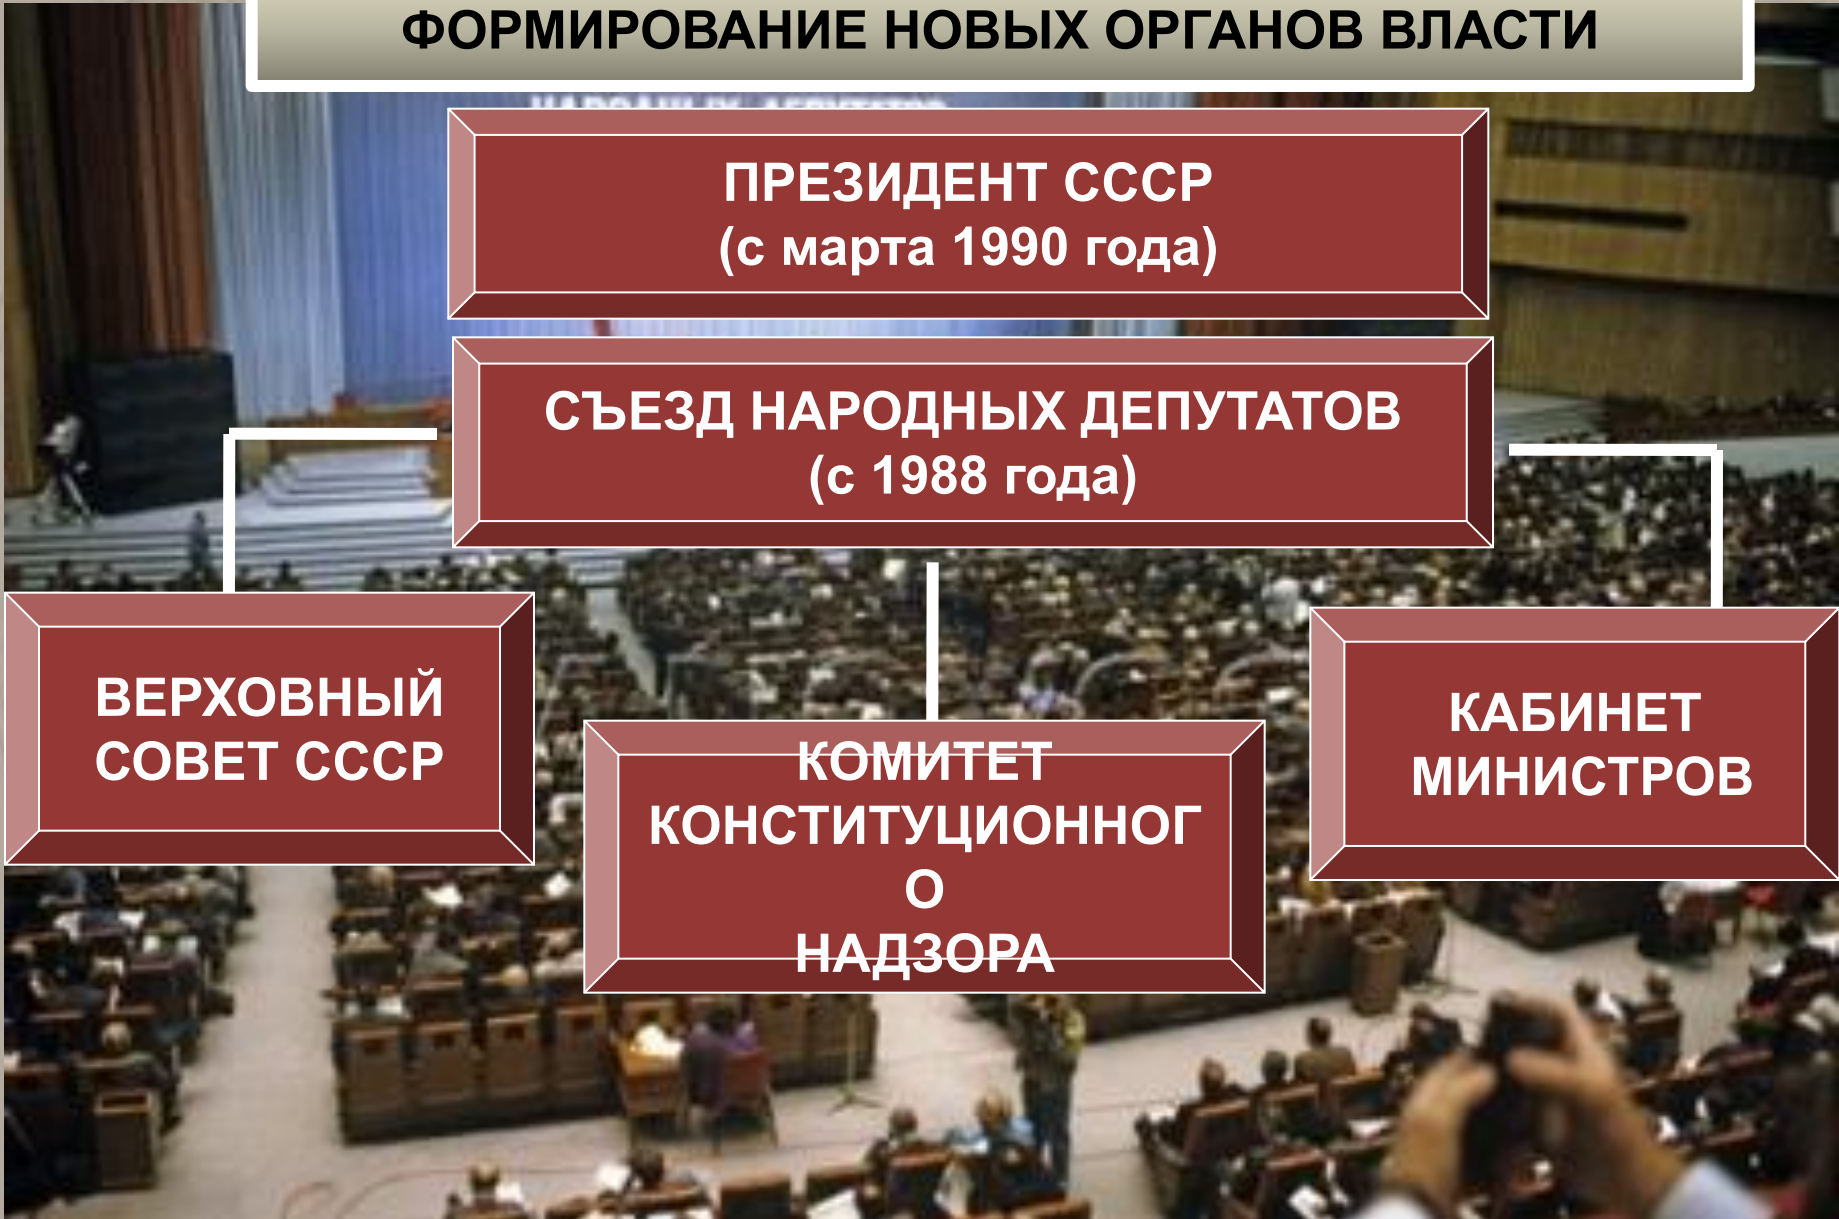 ФОРМИРОВАНИЕ НОВЫХ ОРГАНОВ ВЛАСТИ
ПРЕЗИДЕНТ СССР
(с марта 1990 года)
СЪЕЗД НАРОДНЫХ ДЕПУТАТОВ
(с 1988 года)
ВЕРХОВНЫЙ
СОВЕТ СССР
КОМИТЕТ
КОНСТИТУЦИОННОГ
О
НАДЗОРА
КАБИНЕТ
МИНИСТРОВ